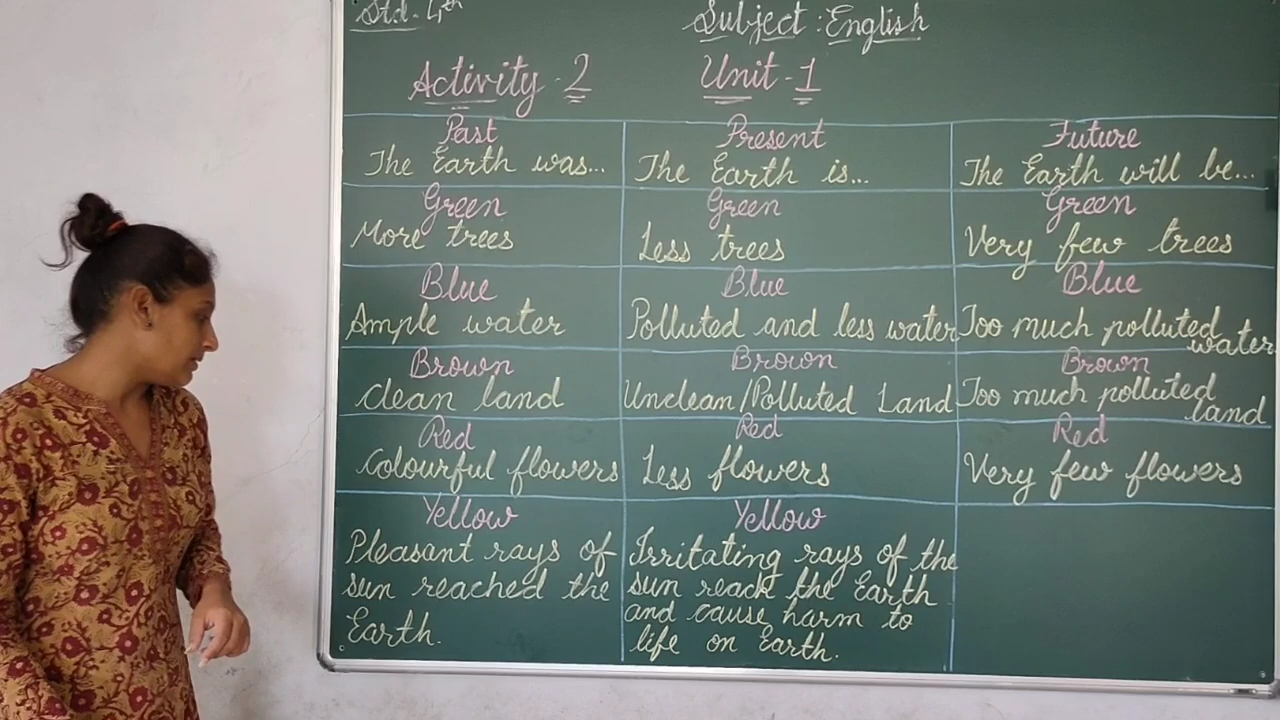 Std. 4th
Subject : English
Activity - 2 Unit - 1
Past Present Future
The Earth was... The Earth is... The Earth will be...
Green Green Green
More trees Less trees Very few trees
Blue Blue Blue
Ample water Polluted and less water Too much polluted
water
Brown Brown Brown
Clean land Unclean/Polluted Land Too much polluted
land
Red Red Red
Colourful flowers Less flowers Very few flowers
Yellow Yellow
Pleasant rays of Irritating rays of the
sun reached the sun reach the Earth
Earth. and cause harm to
life on Earth.